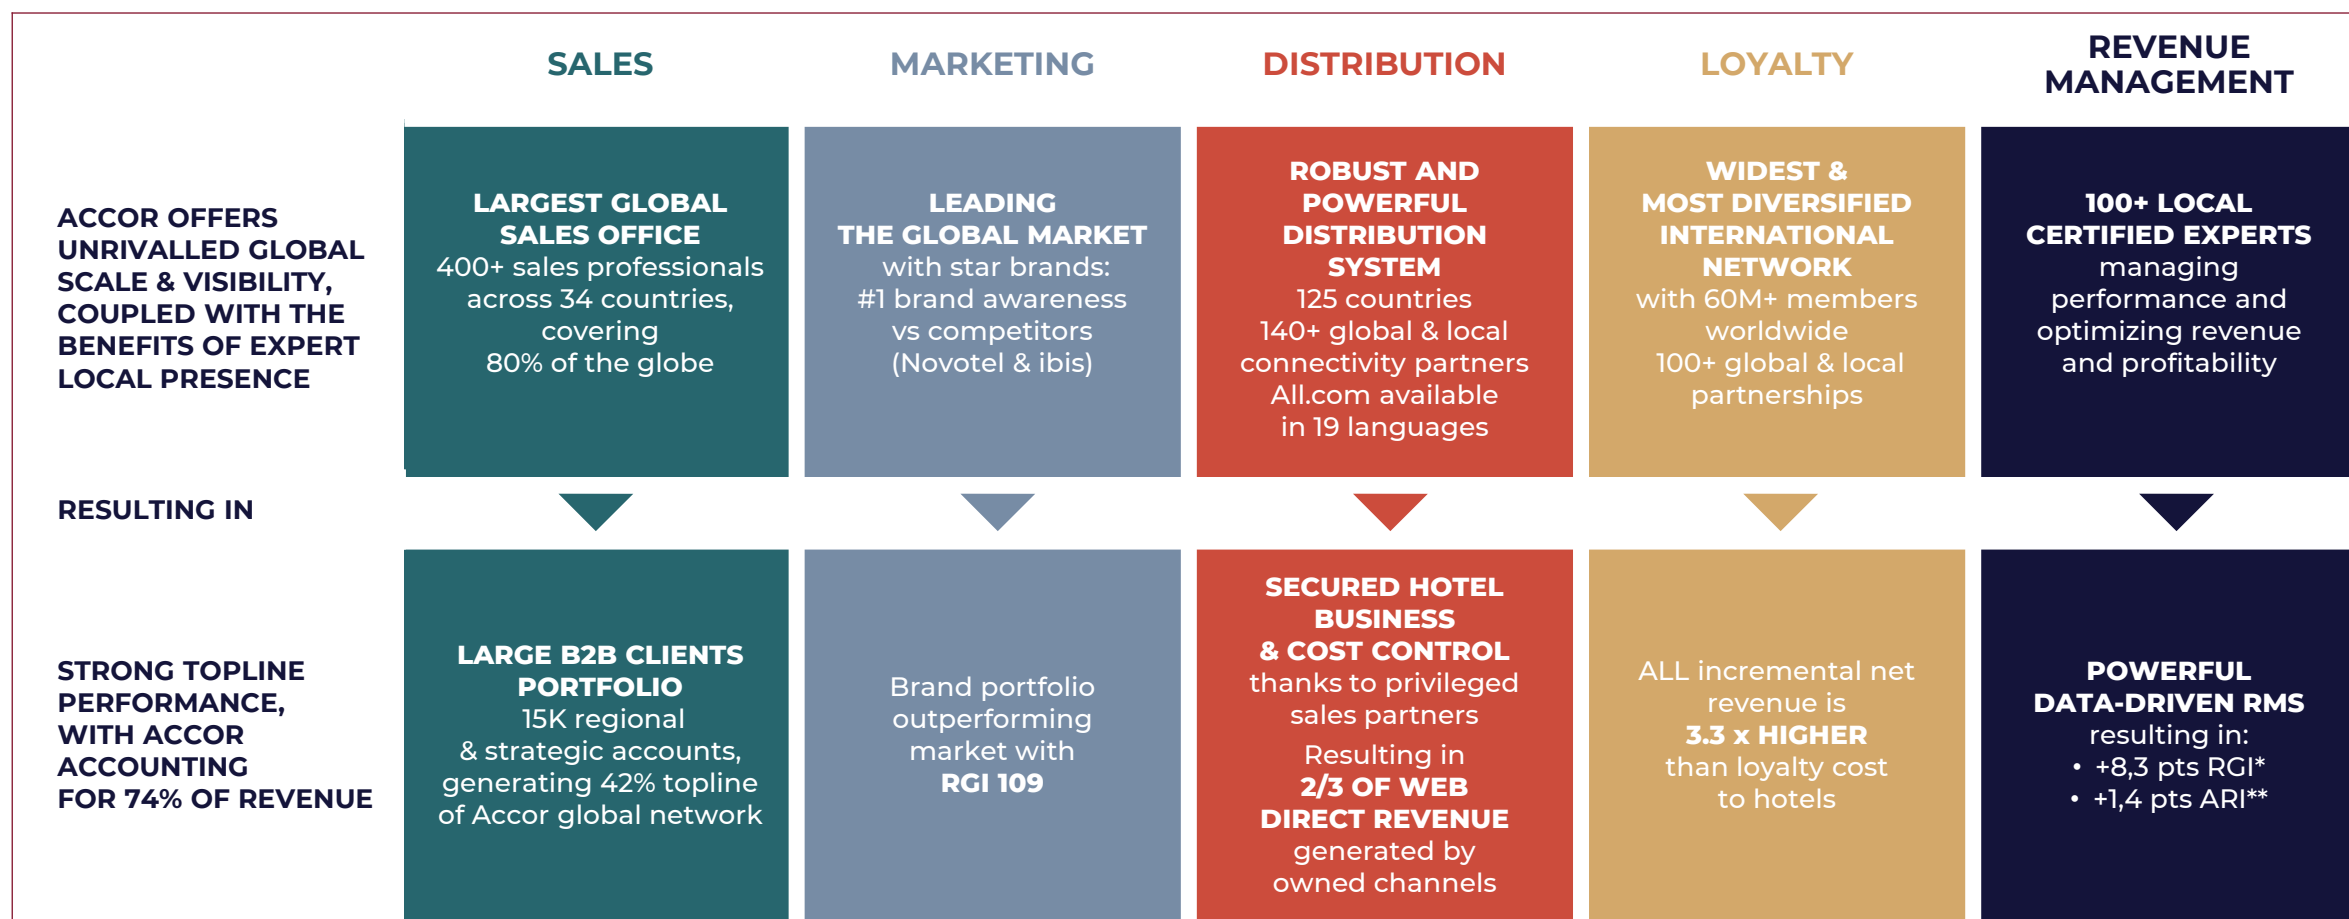 SALES
MARKETING
DISTRIBUTION
LOYALTY
REVENUE
MANAGEMENT
ACCOR OFFERS
UNRIVALLED GLOBAL
SCALE & VISIBILITY,
COUPLED WITH THE
BENEFITS OF EXPERT
LOCAL PRESENCE
LARGEST GLOBAL
SALES OFFICE
400+ sales professionals
across 34 countries,
covering
80% of the globe
LEADING
THE GLOBAL MARKET
with star brands:
#1 brand awareness
vs competitors
(Novotel & ibis)
ROBUST AND
POWERFUL
DISTRIBUTION
SYSTEM
125 countries
140+ global & local
connectivity partners
All.com available
in 19 languages
WIDEST &
MOST DIVERSIFIED
INTERNATIONAL
NETWORK
with 60M+ members
worldwide
100+ global & local
partnerships
100+ LOCAL
CERTIFIED EXPERTS
managing
performance and
optimizing revenue
and profitability
RESULTING IN
STRONG TOPLINE
PERFORMANCE,
WITH ACCOR
ACCOUNTING
FOR 74% OF REVENUE
LARGE B2B CLIENTS
PORTFOLIO
15K regional
& strategic accounts,
generating 42% topline
of Accor global network
Brand portfolio
outperforming
market with
RGI 109
SECURED HOTEL
BUSINESS
& COST CONTROL
thanks to privileged
sales partners
Resulting in
2/3 OF WEB
DIRECT REVENUE
generated by
owned channels
ALL incremental net
revenue is
3.3 x HIGHER
than loyalty cost
to hotels
POWERFUL
DATA-DRIVEN RMS
resulting in:
• +8,3 pts RGI*
• +1,4 pts ARI**